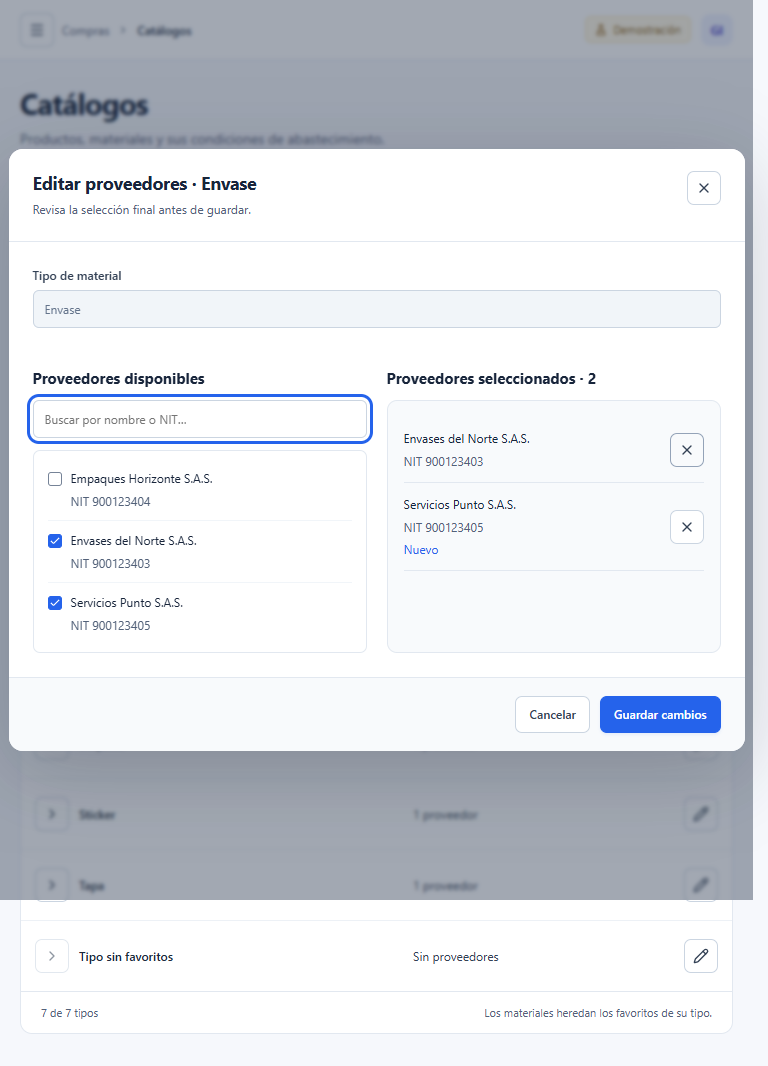 Compras > Catálogos
Demostración
Catálogos
Productos, materiales y sus condiciones de abastecimiento.
Editar proveedores · Envase
Revisa la selección final antes de guardar.
Tipo de material
Envase
Proveedores disponibles
Buscar por nombre o NIT...
Empaques Horizonte S.A.S.
NIT 900123404
Envases del Norte S.A.S.
NIT 900123403
Servicios Punto S.A.S.
NIT 900123405
Proveedores seleccionados · 2
Envases del Norte S.A.S.
NIT 900123403
Servicios Punto S.A.S.
NIT 900123405
Nuevo
Cancelar
Guardar cambios
Sticker
1 proveedor
Tapa
1 proveedor
Tipo sin favoritos
Sin proveedores
7 de 7 tipos
Los materiales heredan los favoritos de su tipo.